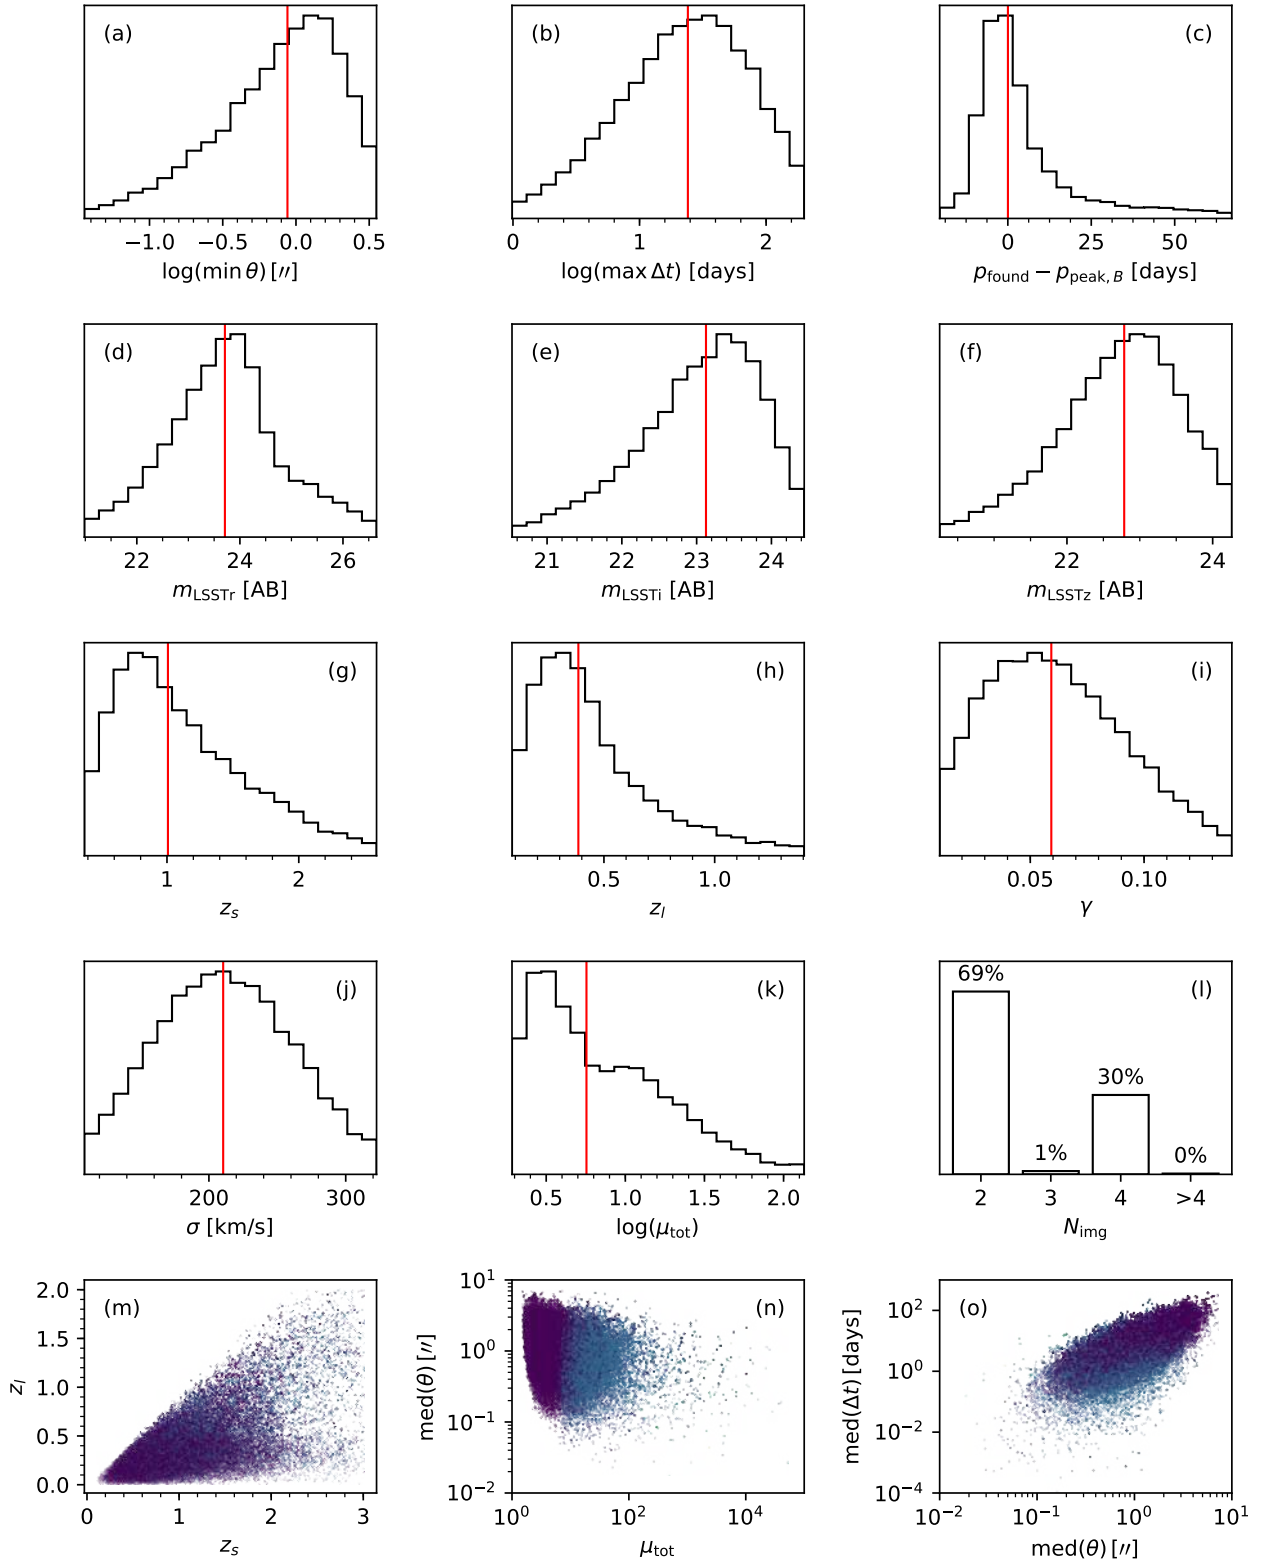 (a)
−1.0 −0.5 0.0 0.5
log(min θ) [″]
(b)
0 1 2
log(max Δt) [days]
(c)
0 25 50
p_found − p_peak, B [days]
(d)
22 24 26
m_LSSTr [AB]
(e)
21 22 23 24
m_LSSTi [AB]
(f)
22 24
m_LSSTz [AB]
(g)
1 2
z_s
(h)
0.5 1.0
z_l
(i)
0.05 0.10
γ
(j)
200 300
σ [km/s]
(k)
0.5 1.0 1.5 2.0
log(μ_tot)
(l)
69%
1%
30%
0%
2 3 4 >4
N_img
(m)
2.0
1.5
1.0
0.5
0.0
z_l
0 1 2 3
z_s
(n)
10^1
10^0
10^−1
10^−2
med(θ) [″]
10^0 10^2 10^4
μ_tot
(o)
10^2
10^0
10^−2
10^−4
med(Δt) [days]
10^−2 10^−1 10^0 10^1
med(θ) [″]